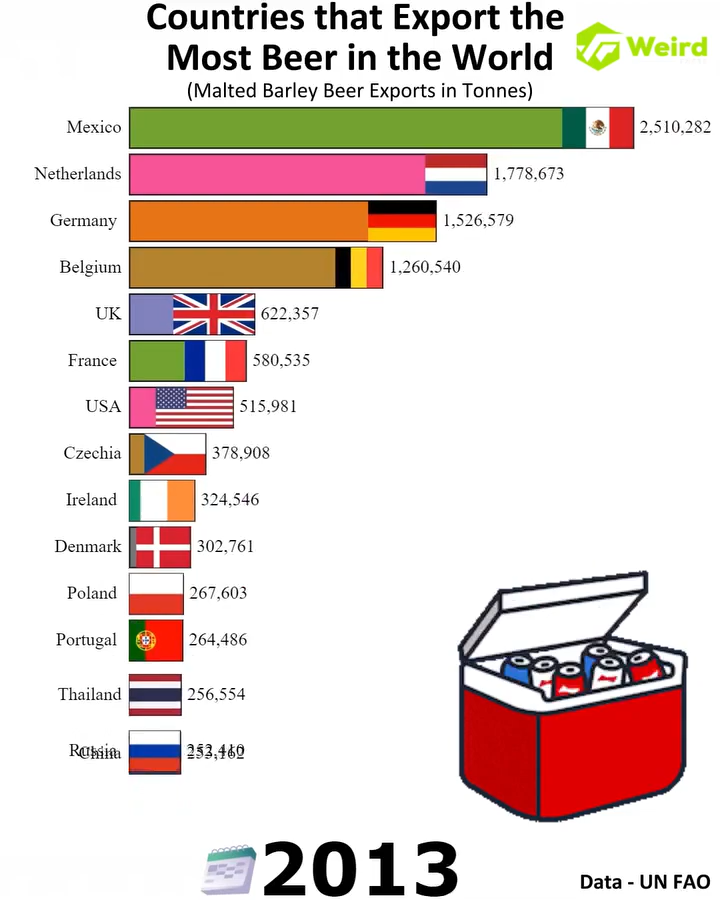 Countries that Export the
Most Beer in the World
Weird
(Malted Barley Beer Exports in Tonnes)
Mexico 2,510,282
Netherlands 1,778,673
Germany 1,526,579
Belgium 1,260,540
UK 622,357
France 580,535
USA 515,981
Czechia 378,908
Ireland 324,546
Denmark 302,761
Poland 267,603
Portugal 264,486
Thailand 256,554
Russia
China
2013
Data - UN FAO